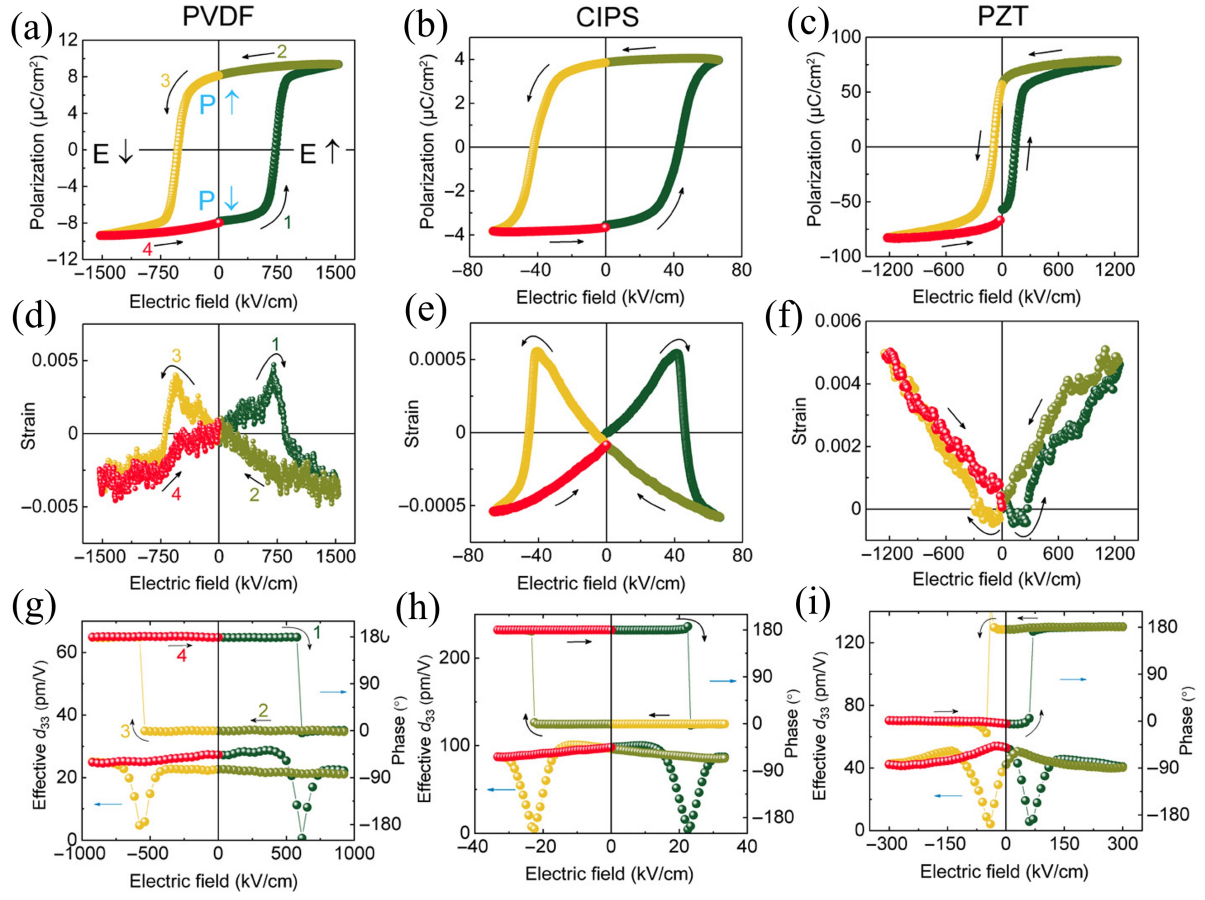 PVDF CIPS PZT
(a) (b) (c)
12 8 4 0 −4 −8 −12
Polarization (µC/cm²)
2
3
P ↑
E ↓ E ↑
P ↓
1
4
−1500 −750 0 750 1500
Electric field (kV/cm)
4 2 0 −2 −4
Polarization (µC/cm²)
−80 −40 0 40 80
Electric field (kV/cm)
100 50 0 −50 −100
Polarization (µC/cm²)
−1200 −600 0 600 1200
Electric field (kV/cm)
(d) (e) (f)
0.005 0 −0.005
Strain
3 1
4 2
−1500 −750 0 750 1500
Electric field (kV/cm)
0.0005 0 −0.0005
Strain
−80 −40 0 40 80
Electric field (kV/cm)
0.006 0.004 0.002 0
Strain
−1200 −600 0 600 1200
Electric field (kV/cm)
(g) (h) (i)
60 40 20 0
Effective d₃₃ (pm/V)
1
4
2
3
180 90 0 −90 −180
Phase (°)
−1000 −500 0 500 1000
Electric field (kV/cm)
200 150 100 50 0
Effective d₃₃ (pm/V)
180 90 0 −90 −180
Phase (°)
−40 −20 0 20 40
Electric field (kV/cm)
130 100 70 40 0
Effective d₃₃ (pm/V)
180 90 0 −90 −180
Phase (°)
−300 −150 0 150 300
Electric field (kV/cm)